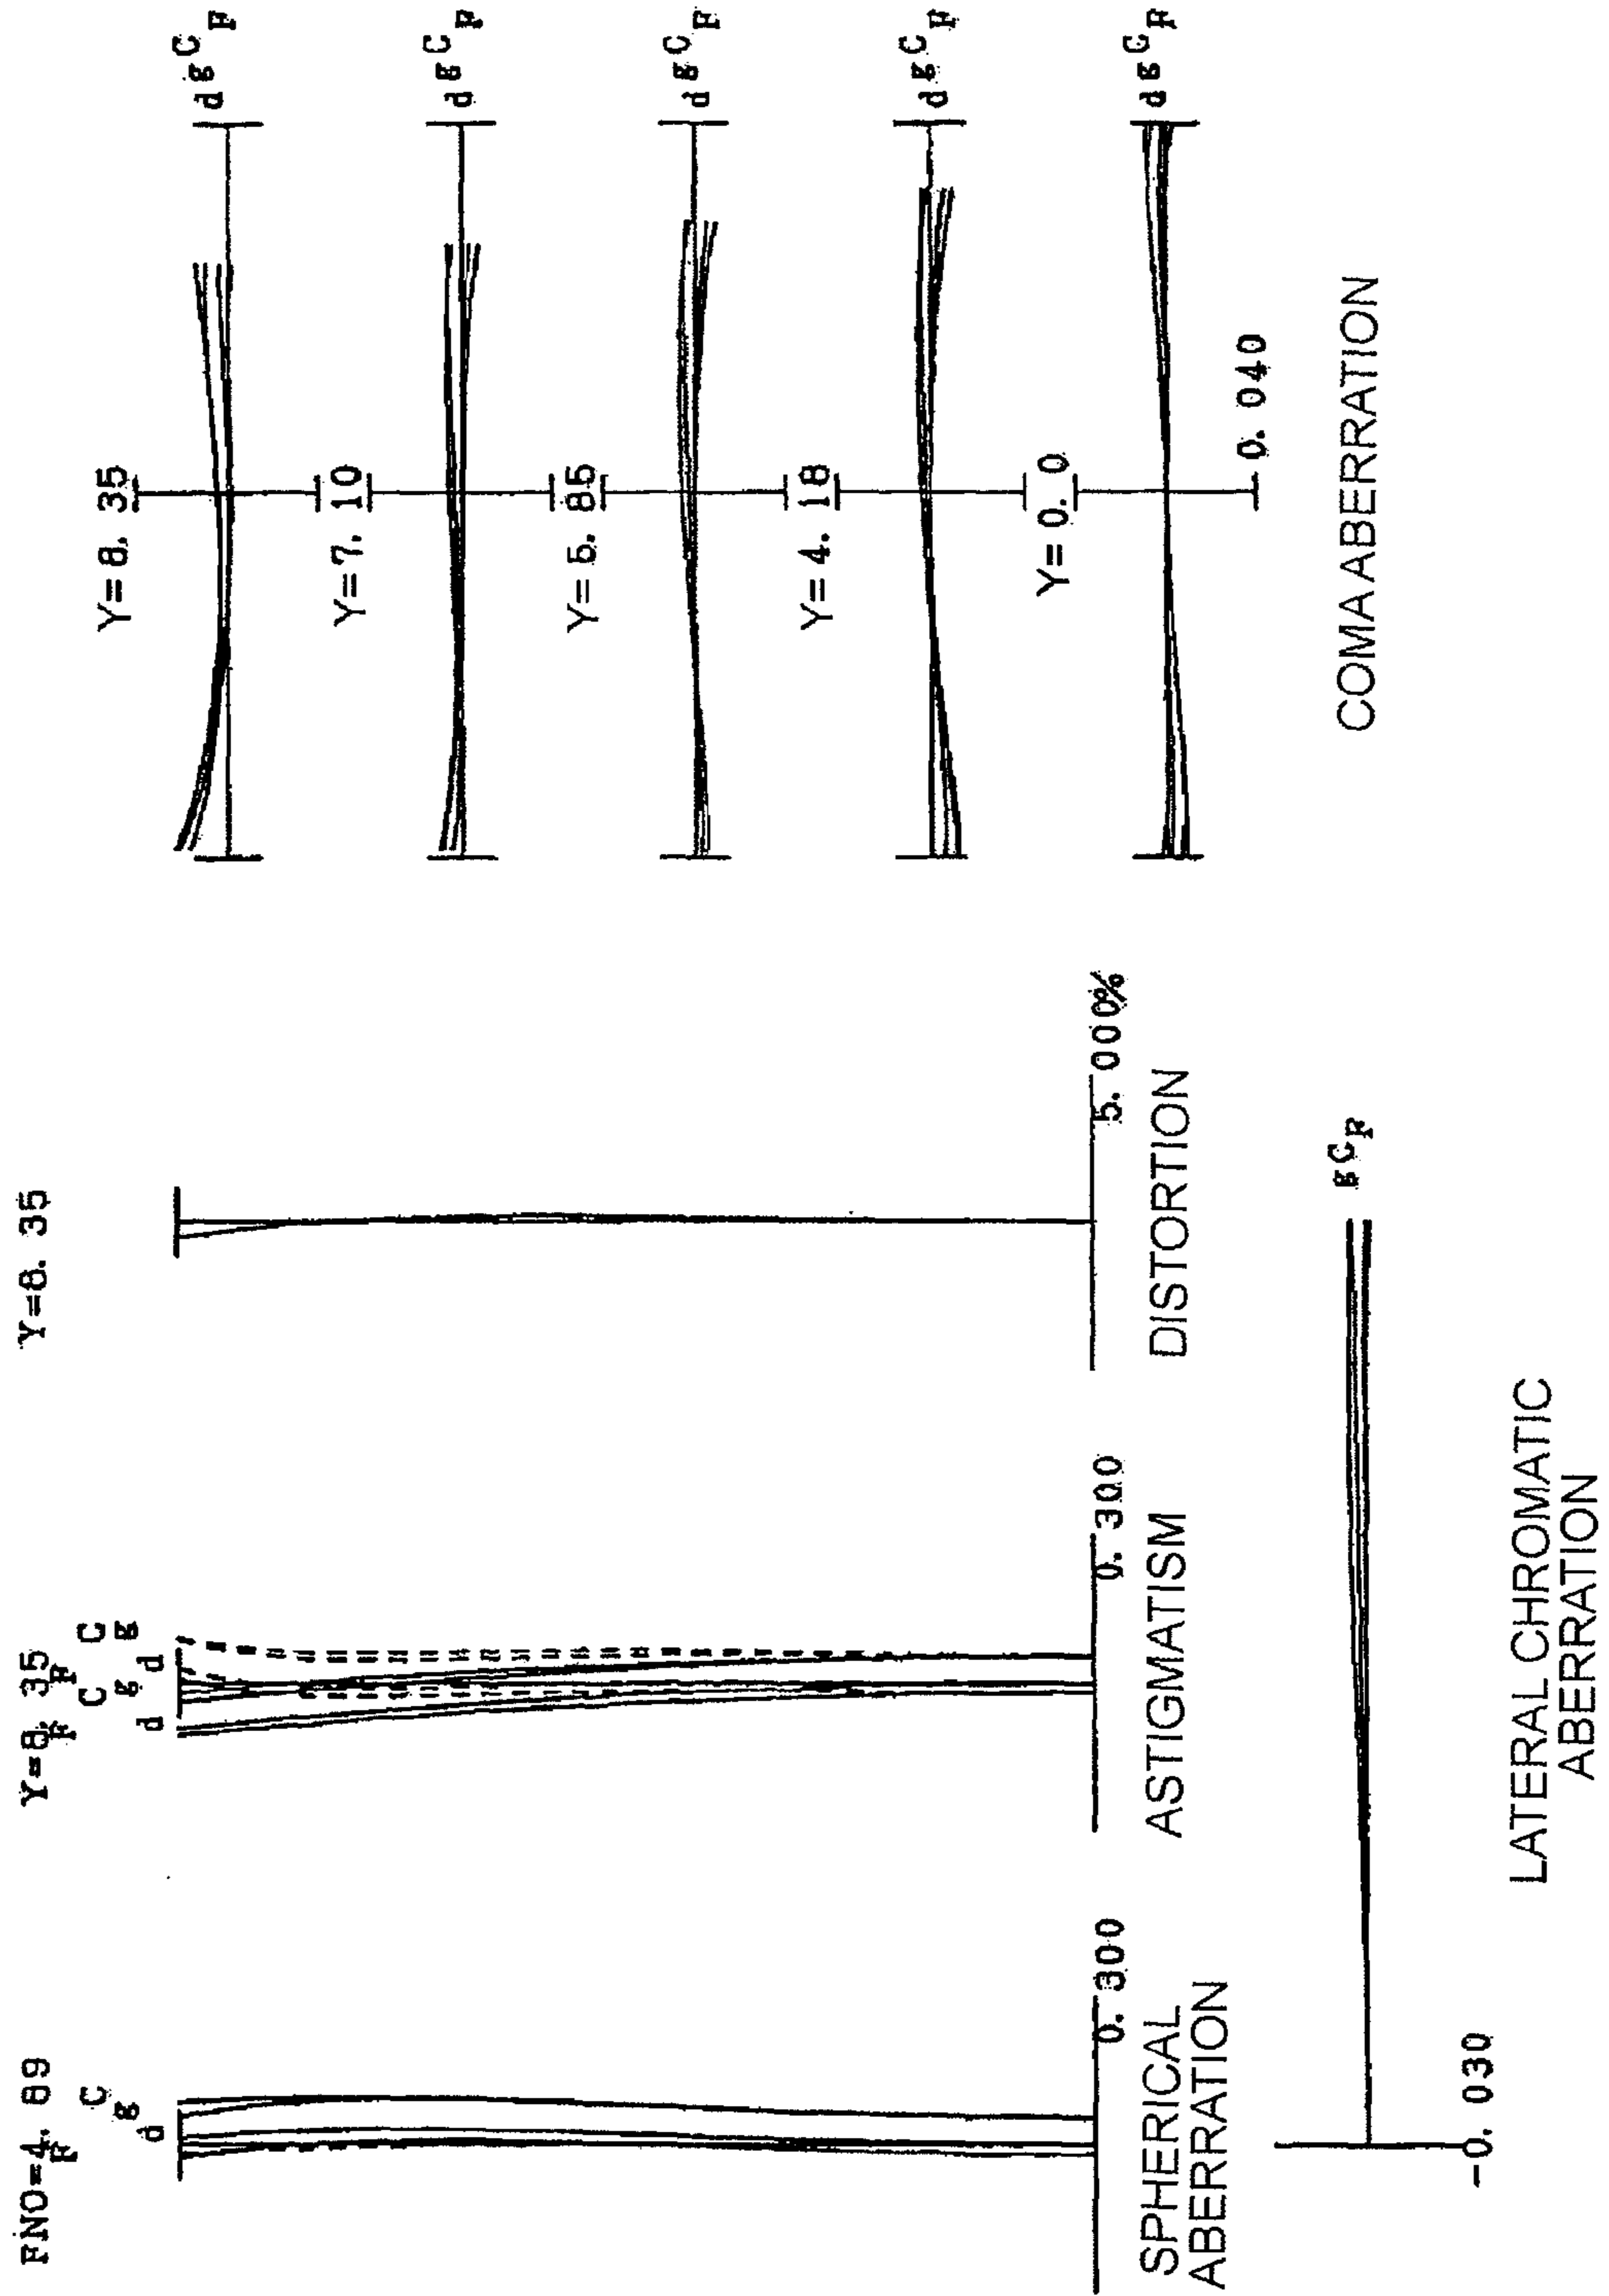 FNO=4. 89
F
d
g
C
SPHERICAL
ABERRATION
0. 300
Y=8. 35
F
d
C
g
F
d
C
g
ASTIGMATISM
0. 300
Y=8. 35
DISTORTION
5. 000%
LATERAL CHROMATIC
ABERRATION
-0. 030
g C F
Y=8. 35
d g C F
Y=7. 10
d g C F
Y=5. 85
d g C F
Y=4. 18
d g C F
Y=0. 0
d g C F
0. 040
COMA ABERRATION